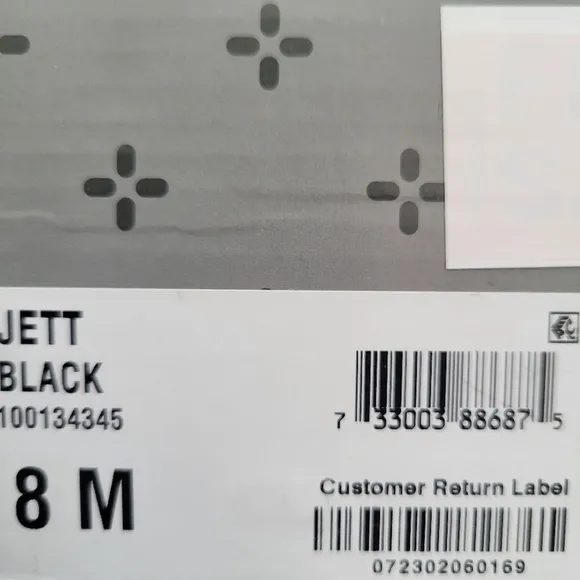 JETT
BLACK
100134345
8 M
7 33003 88687 5
Customer Return Label
072302060169